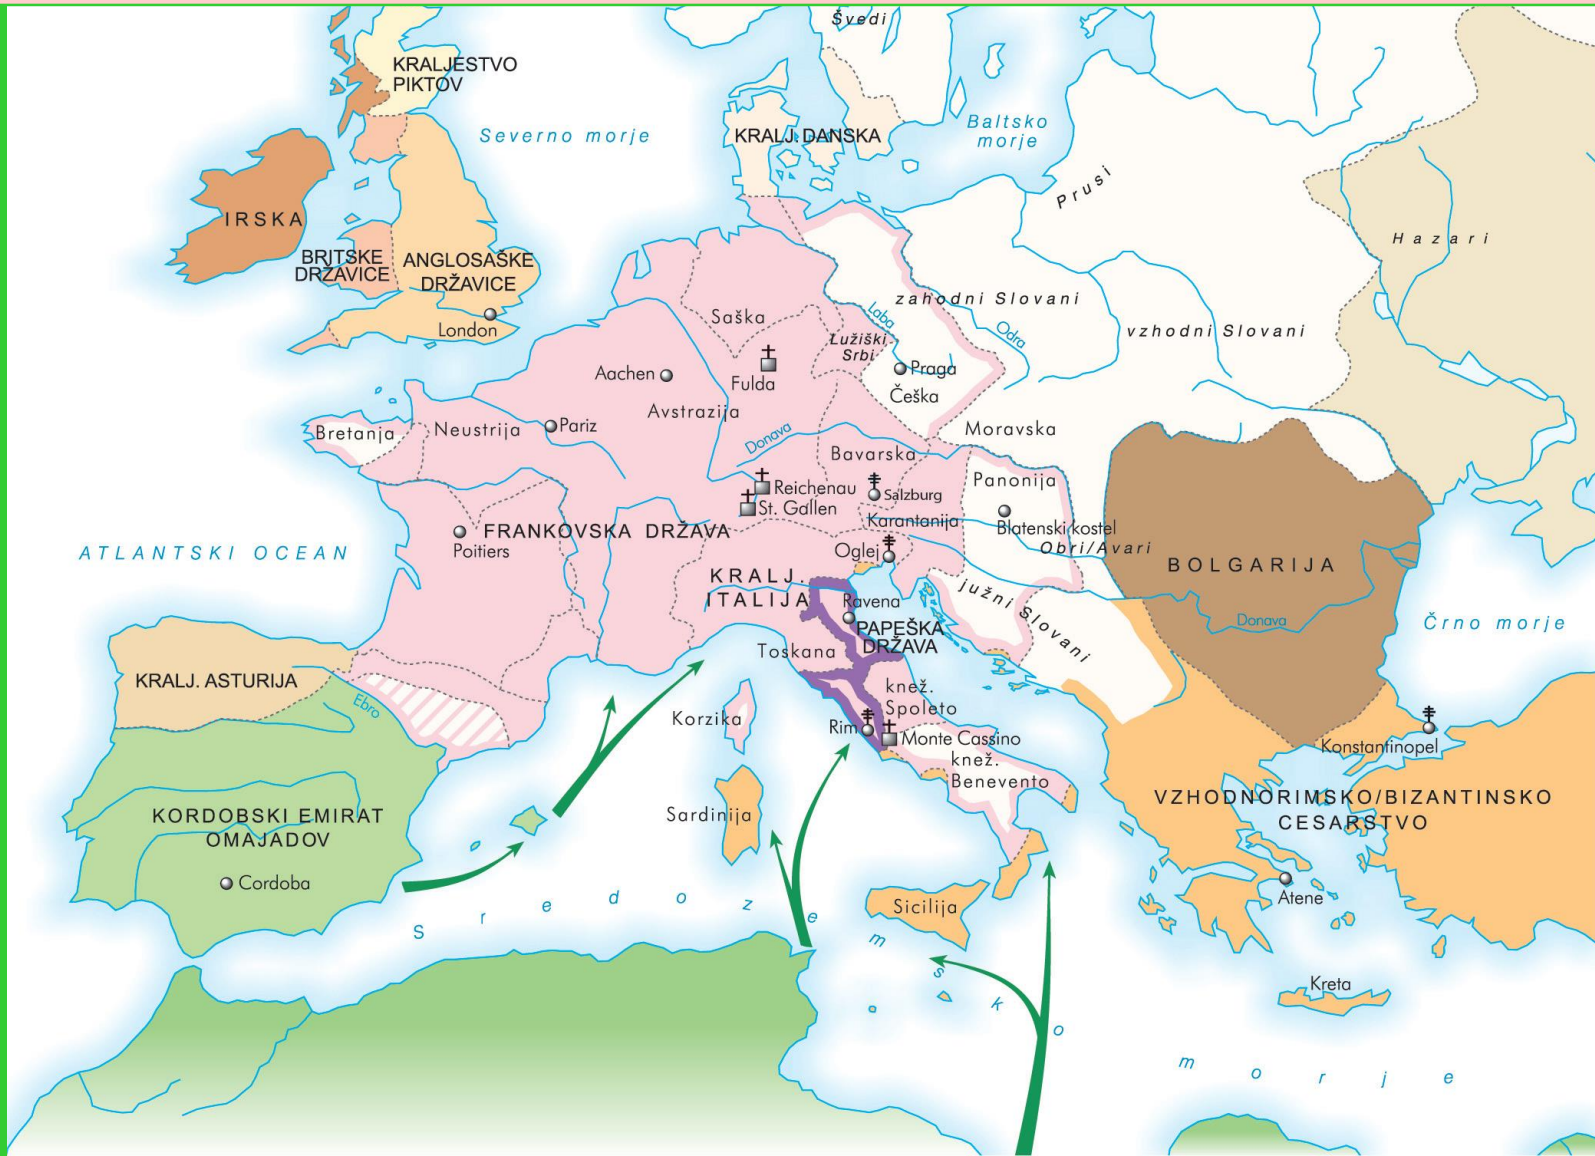 Švedi
KRALJESTVO
PIKTOV
Severno morje
KRALJ. DANSKA
Baltsko
morje
Prusi
IRSKA
Hazari
BRITSKE
DRŽAVICE
ANGLOSAŠKE
DRŽAVICE
London
zahodni Slovani
vzhodni Slovani
Saška
Laba
Odra
Lužiški
Srbi
Praga
Češka
Aachen
Fulda
Avstrazija
Bretanja
Neustrija
Pariz
Donava
Bavarska
Moravska
Reichenau
St. Gallen
Salzburg
Panonija
Karantanija
Blatenski kostel
Obri/Avari
Poitiers
FRANKOVSKA DRŽAVA
Oglej
ATLANTSKI OCEAN
KRALJ.
ITALIJA
BOLGARIJA
južni Slovani
Ravena
PAPEŠKA
DRŽAVA
Donava
Črno morje
Toskana
KRALJ. ASTURIJA
Ebro
knež.
Spoleto
Korzika
Rim
Monte Cassino
knež.
Benevento
Konstantinopel
KORDOBSKI EMIRAT
OMAJADOV
Sardinija
VZHODNORIMSKO/BIZANTINSKO
CESARSTVO
Cordoba
Atene
Sicilija
Kreta
Sredozemsko morje